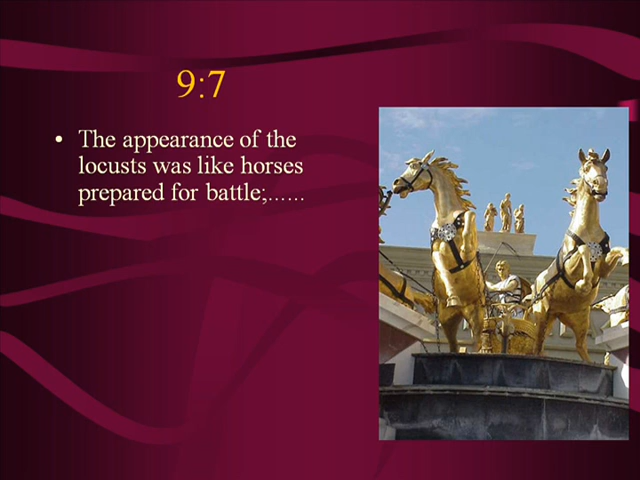 9:7
• The appearance of the
locusts was like horses
prepared for battle;......